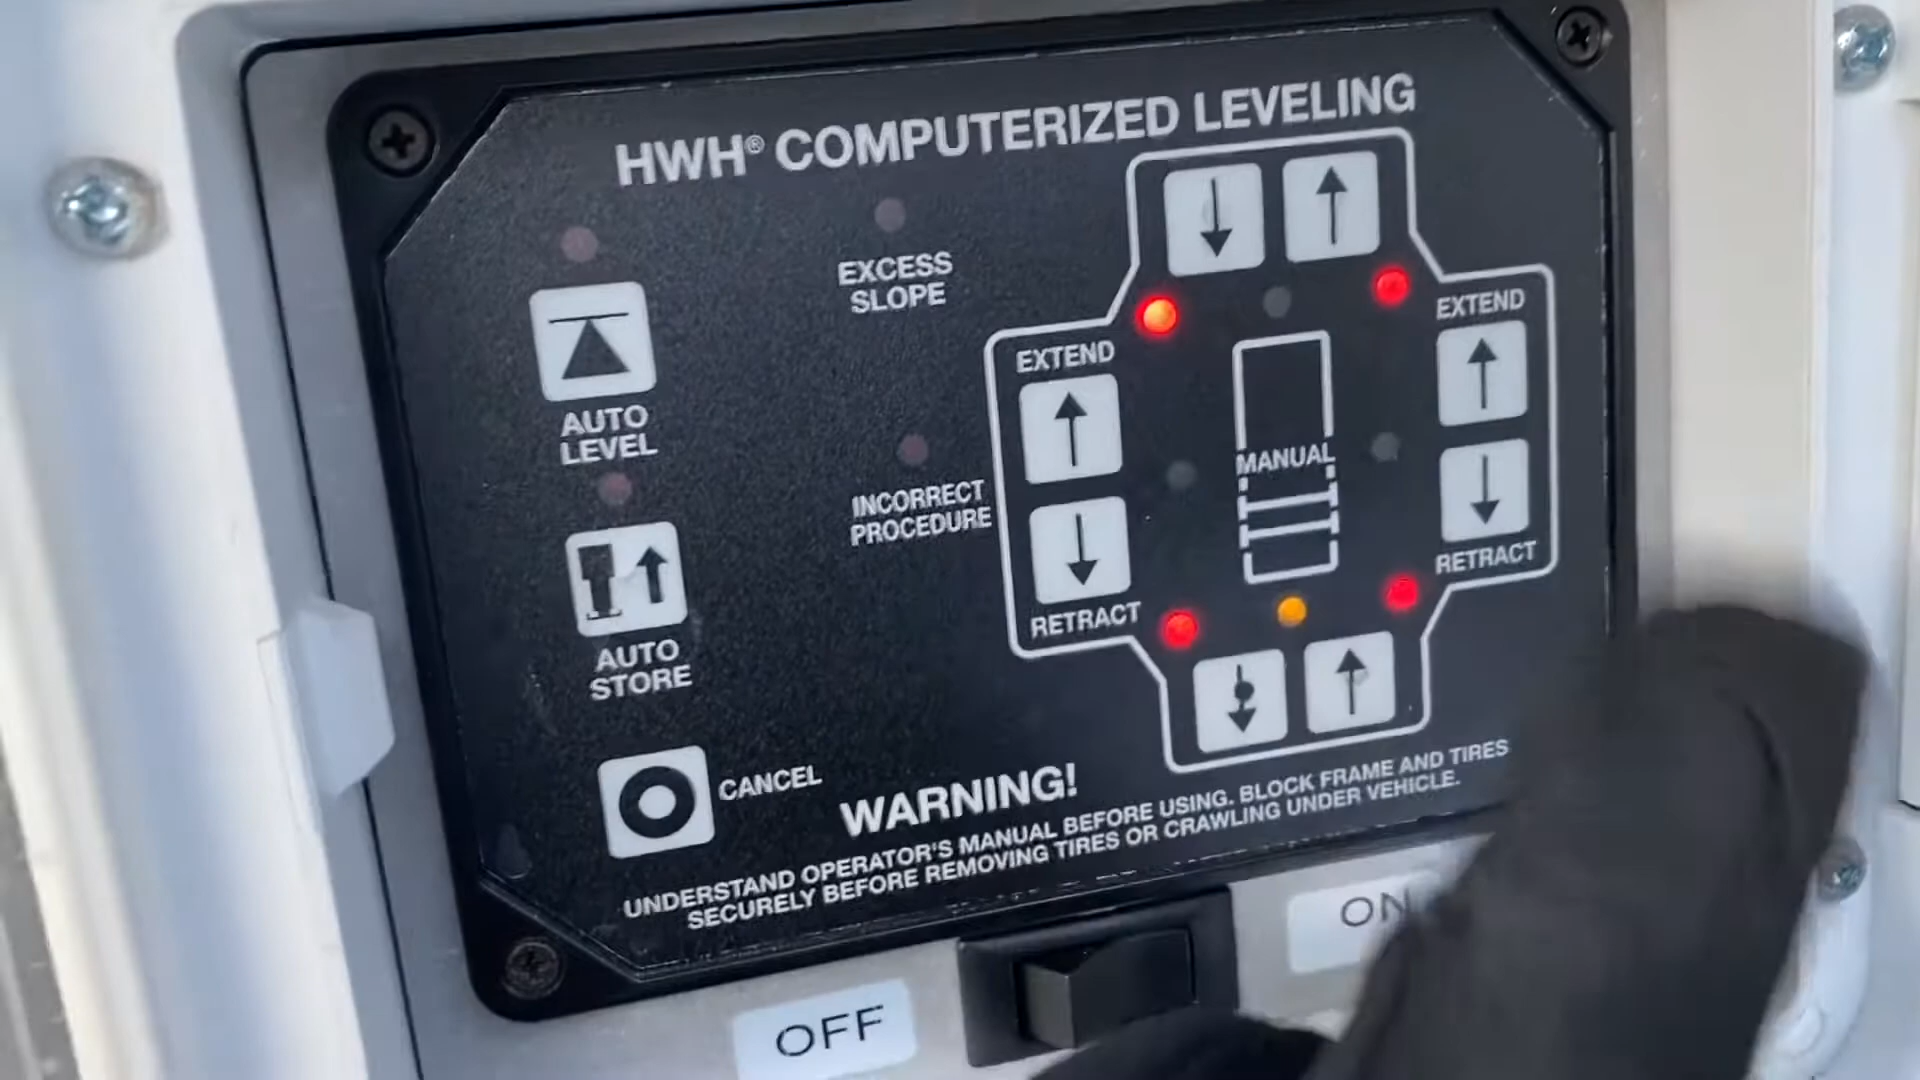 HWH® COMPUTERIZED LEVELING
EXCESS
SLOPE
AUTO
LEVEL
INCORRECT
PROCEDURE
AUTO
STORE
CANCEL
EXTEND
RETRACT
MANUAL
EXTEND
RETRACT
WARNING!
UNDERSTAND OPERATOR'S MANUAL BEFORE USING. BLOCK FRAME AND TIRES
SECURELY BEFORE REMOVING TIRES OR CRAWLING UNDER VEHICLE.
OFF
ON